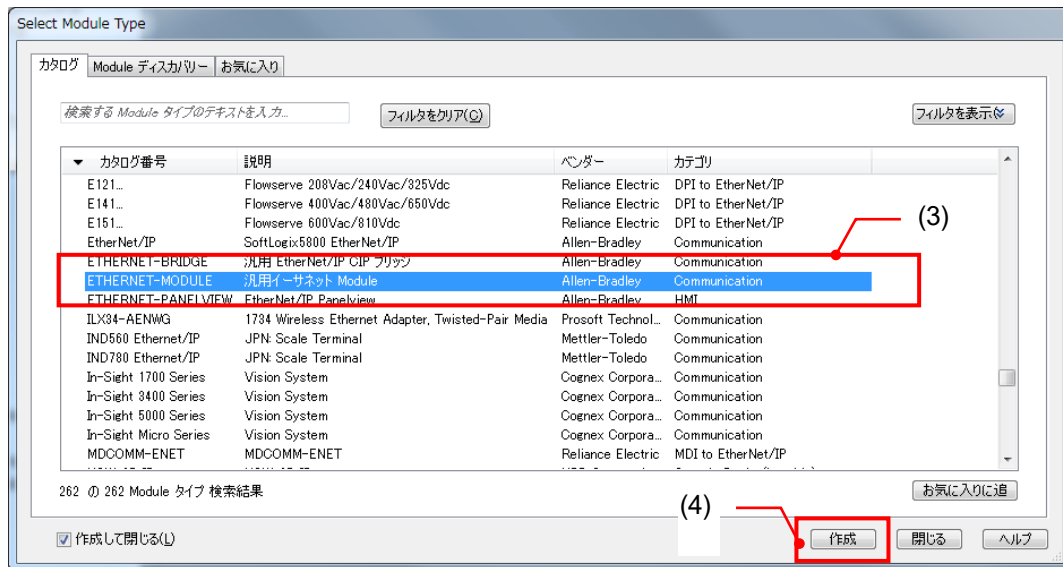 Select Module Type
カタログ Module ディスカバリー お気に入り
検索する Module タイプのテキストを入力... フィルタをクリア(C) フィルタを表示
カタログ番号 説明 ベンダー カテゴリ
E121... Flowserve 208Vac/240Vac/325Vdc Reliance Electric DPI to EtherNet/IP
E141... Flowserve 400Vac/480Vac/650Vdc Reliance Electric DPI to EtherNet/IP
E151... Flowserve 600Vac/810Vdc Reliance Electric DPI to EtherNet/IP
(3)
EtherNet/IP SoftLogix5800 EtherNet/IP Allen-Bradley Communication
ETHERNET-BRIDGE 汎用 EtherNet/IP CIP ブリッジ Allen-Bradley Communication
ETHERNET-MODULE 汎用イーサネット Module Allen-Bradley Communication
ETHERNET-PANELVIEW EtherNet/IP Panelview Allen-Bradley HMI
ILX34-AENWG 1734 Wireless Ethernet Adapter, Twisted-Pair Media Prosoft Technol... Communication
IND560 Ethernet/IP JPN: Scale Terminal Mettler-Toledo Communication
IND780 Ethernet/IP JPN: Scale Terminal Mettler-Toledo Communication
In-Sight 1700 Series Vision System Cognex Corpora... Communication
In-Sight 3400 Series Vision System Cognex Corpora... Communication
In-Sight 5000 Series Vision System Cognex Corpora... Communication
In-Sight Micro Series Vision System Cognex Corpora... Communication
MDCOMM-ENET MDCOMM-ENET Reliance Electric MDI to EtherNet/IP
262 の 262 Module タイプ 検索結果 お気に入りに追
(4)
作成して閉じる(L) 作成 閉じる ヘルプ